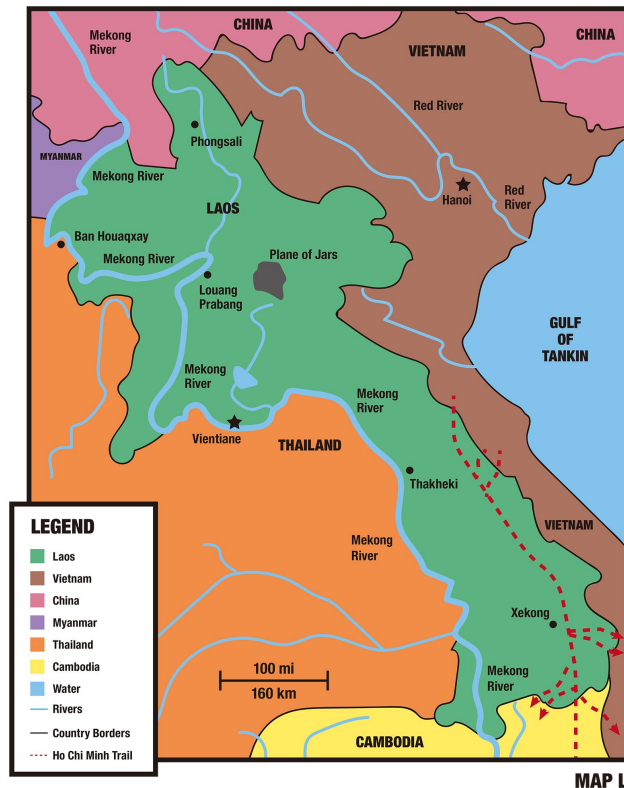 CHINA
Mekong
River
VIETNAM
CHINA
Red River
Phongsali
MYANMAR
Mekong River
LAOS
Hanoi
Red
River
Ban Houaqxay
Mekong River
Plane of Jars
Louang
Prabang
GULF
OF
TANKIN
Mekong
River
Mekong
River
Vientiane
THAILAND
Thakheki
Mekong
River
VIETNAM
Xekong
Mekong
River
100 mi
160 km
CAMBODIA
LEGEND
Laos
Vietnam
China
Myanmar
Thailand
Cambodia
Water
Rivers
Country Borders
Ho Chi Minh Trail
MAP L